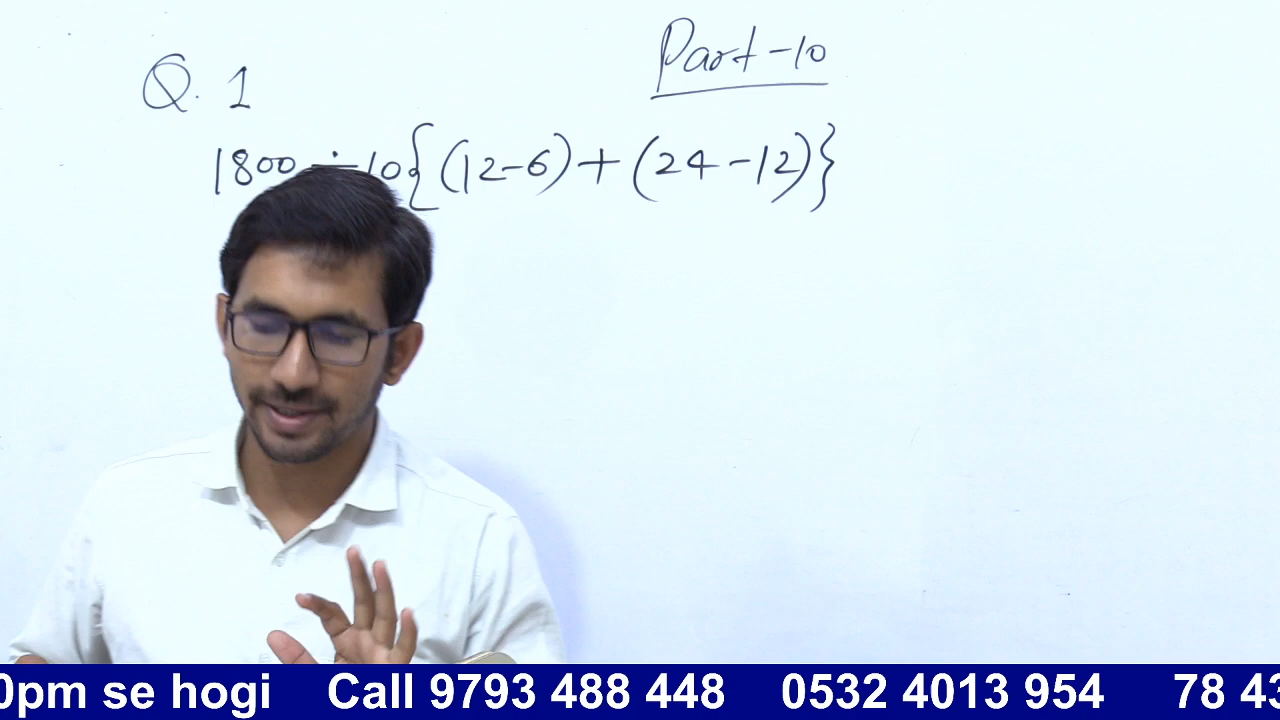 Part-10
Q. 1
1800 ÷ 10{(12-6)+(24-12)}
0pm se hogi Call 9793 488 448 0532 4013 954 78 43